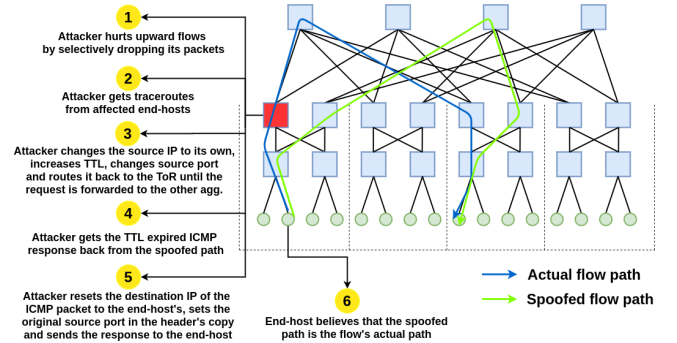 1
Attacker hurts upward flows
by selectively dropping its packets
2
Attacker gets traceroutes
from affected end-hosts
3
Attacker changes the source IP to its own,
increases TTL, changes source port
and routes it back to the ToR until the
request is forwarded to the other agg.
4
Attacker gets the TTL expired ICMP
response back from the spoofed path
5
Attacker resets the destination IP of the
ICMP packet to the end-host's, sets the
original source port in the header's copy
and sends the response to the end-host
6
End-host believes that the spoofed
path is the flow's actual path
Actual flow path
Spoofed flow path